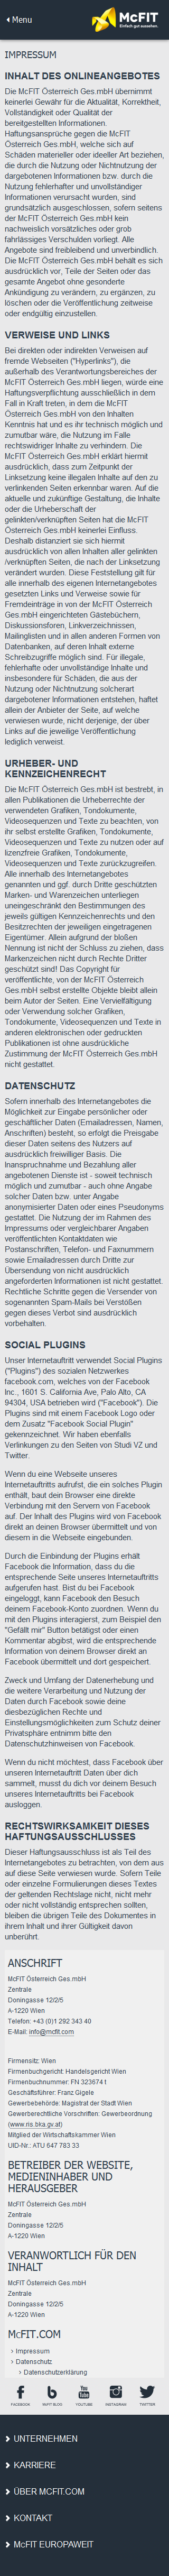 Menu
McFIT
Einfach gut aussehen.
IMPRESSUM
INHALT DES ONLINEANGEBOTES
Die McFIT Österreich Ges.mbH übernimmt
keinerlei Gewähr für die Aktualität, Korrektheit,
Vollständigkeit oder Qualität der
bereitgestellten Informationen.
Haftungsansprüche gegen die McFIT
Österreich Ges.mbH, welche sich auf
Schäden materieller oder ideeller Art beziehen,
die durch die Nutzung oder Nichtnutzung der
dargebotenen Informationen bzw. durch die
Nutzung fehlerhafter und unvollständiger
Informationen verursacht wurden, sind
grundsätzlich ausgeschlossen, sofern seitens
der McFIT Österreich Ges.mbH kein
nachweislich vorsätzliches oder grob
fahrlässiges Verschulden vorliegt. Alle
Angebote sind freibleibend und unverbindlich.
Die McFIT Österreich Ges.mbH behält es sich
ausdrücklich vor, Teile der Seiten oder das
gesamte Angebot ohne gesonderte
Ankündigung zu verändern, zu ergänzen, zu
löschen oder die Veröffentlichung zeitweise
oder endgültig einzustellen.
VERWEISE UND LINKS
Bei direkten oder indirekten Verweisen auf
fremde Webseiten ("Hyperlinks"), die
außerhalb des Verantwortungsbereiches der
McFIT Österreich Ges.mbH liegen, würde eine
Haftungsverpflichtung ausschließlich in dem
Fall in Kraft treten, in dem die McFIT
Österreich Ges.mbH von den Inhalten
Kenntnis hat und es ihr technisch möglich und
zumutbar wäre, die Nutzung im Falle
rechtswidriger Inhalte zu verhindern. Die
McFIT Österreich Ges.mbH erklärt hiermit
ausdrücklich, dass zum Zeitpunkt der
Linksetzung keine illegalen Inhalte auf den zu
verlinkenden Seiten erkennbar waren. Auf die
aktuelle und zukünftige Gestaltung, die Inhalte
oder die Urheberschaft der
gelinkten/verknüpften Seiten hat die McFIT
Österreich Ges.mbH keinerlei Einfluss.
Deshalb distanziert sie sich hiermit
ausdrücklich von allen Inhalten aller gelinkten
/verknüpften Seiten, die nach der Linksetzung
verändert wurden. Diese Feststellung gilt für
alle innerhalb des eigenen Internetangebotes
gesetzten Links und Verweise sowie für
Fremdeinträge in von der McFIT Österreich
Ges.mbH eingerichteten Gästebüchern,
Diskussionsforen, Linkverzeichnissen,
Mailinglisten und in allen anderen Formen von
Datenbanken, auf deren Inhalt externe
Schreibzugriffe möglich sind. Für illegale,
fehlerhafte oder unvollständige Inhalte und
insbesondere für Schäden, die aus der
Nutzung oder Nichtnutzung solcherart
dargebotener Informationen entstehen, haftet
allein der Anbieter der Seite, auf welche
verwiesen wurde, nicht derjenige, der über
Links auf die jeweilige Veröffentlichung
lediglich verweist.
URHEBER- UND
KENNZEICHENRECHT
Die McFIT Österreich Ges.mbH ist bestrebt, in
allen Publikationen die Urheberrechte der
verwendeten Grafiken, Tondokumente,
Videosequenzen und Texte zu beachten, von
ihr selbst erstellte Grafiken, Tondokumente,
Videosequenzen und Texte zu nutzen oder auf
lizenzfreie Grafiken, Tondokumente,
Videosequenzen und Texte zurückzugreifen.
Alle innerhalb des Internetangebotes
genannten und ggf. durch Dritte geschützten
Marken- und Warenzeichen unterliegen
uneingeschränkt den Bestimmungen des
jeweils gültigen Kennzeichenrechts und den
Besitzrechten der jeweiligen eingetragenen
Eigentümer. Allein aufgrund der bloßen
Nennung ist nicht der Schluss zu ziehen, dass
Markenzeichen nicht durch Rechte Dritter
geschützt sind! Das Copyright für
veröffentlichte, von der McFIT Österreich
Ges.mbH selbst erstellte Objekte bleibt allein
beim Autor der Seiten. Eine Vervielfältigung
oder Verwendung solcher Grafiken,
Tondokumente, Videosequenzen und Texte in
anderen elektronischen oder gedruckten
Publikationen ist ohne ausdrückliche
Zustimmung der McFIT Österreich Ges.mbH
nicht gestattet.
DATENSCHUTZ
Sofern innerhalb des Internetangebotes die
Möglichkeit zur Eingabe persönlicher oder
geschäftlicher Daten (Emailadressen, Namen,
Anschriften) besteht, so erfolgt die Preisgabe
dieser Daten seitens des Nutzers auf
freiwilliger Basis. Die
Inanspruchnahme und Bezahlung aller
angebotenen Dienste ist - soweit technisch
möglich und zumutbar - auch ohne Angabe
solcher Daten bzw. unter Angabe
anonymisierter Daten oder eines Pseudonyms
gestattet. Die Nutzung der im Rahmen des
Impressums oder vergleichbarer Angaben
veröffentlichten Kontaktdaten wie
Postanschriften, Telefon- und Faxnummern
sowie Emailadressen durch Dritte zur
Übersendung von nicht ausdrücklich
angeforderten Informationen ist nicht gestattet.
Rechtliche Schritte gegen die Versender von
sogenannten Spam-Mails bei Verstößen
gegen dieses Verbot sind ausdrücklich
vorbehalten.
SOCIAL PLUGINS
Unser Internetauftritt verwendet Social Plugins
("Plugins") des sozialen Netzwerkes
facebook.com, welches von der Facebook
Inc., 1601 S. California Ave, Palo Alto, CA
94304, USA betrieben wird ("Facebook"). Die
Plugins sind mit einem Facebook Logo oder
dem Zusatz "Facebook Social Plugin"
gekennzeichnet. Wir haben ebenfalls
Verlinkungen zu den Seiten von Studi VZ und
Twitter.
Wenn du eine Webseite unseres
Internetauftritts aufrufst, die ein solches Plugin
enthält, baut dein Browser eine direkte
Verbindung mit den Servern von Facebook
auf. Der Inhalt des Plugins wird von Facebook
direkt an deinen Browser übermittelt und von
diesem in die Webseite eingebunden.
Durch die Einbindung der Plugins erhält
Facebook die Information, dass du die
entsprechende Seite unseres Internetauftritts
aufgerufen hast. Bist du bei Facebook
eingeloggt, kann Facebook den Besuch
deinem Facebook-Konto zuordnen. Wenn du
mit den Plugins interagierst, zum Beispiel den
"Gefällt mir" Button betätigst oder einen
Kommentar abgibst, wird die entsprechende
Information von deinem Browser direkt an
Facebook übermittelt und dort gespeichert.
Zweck und Umfang der Datenerhebung und
die weitere Verarbeitung und Nutzung der
Daten durch Facebook sowie deine
diesbezüglichen Rechte und
Einstellungsmöglichkeiten zum Schutz deiner
Privatsphäre entnimm bitte den
Datenschutzhinweisen von Facebook.
Wenn du nicht möchtest, dass Facebook über
unseren Internetauftritt Daten über dich
sammelt, musst du dich vor deinem Besuch
unseres Internetauftritts bei Facebook
ausloggen.
RECHTSWIRKSAMKEIT DIESES
HAFTUNGSAUSSCHLUSSES
Dieser Haftungsausschluss ist als Teil des
Internetangebotes zu betrachten, von dem aus
auf diese Seite verwiesen wurde. Sofern Teile
oder einzelne Formulierungen dieses Textes
der geltenden Rechtslage nicht, nicht mehr
oder nicht vollständig entsprechen sollten,
bleiben die übrigen Teile des Dokumentes in
ihrem Inhalt und ihrer Gültigkeit davon
unberührt.
ANSCHRIFT
McFIT Österreich Ges.mbH
Zentrale
Doningasse 12/2/5
A-1220 Wien
Telefon: +43 (0)1 292 343 40
E-Mail: info@mcfit.com
Firmensitz: Wien
Firmenbuchgericht: Handelsgericht Wien
Firmenbuchnummer: FN 323674 t
Geschäftsführer: Franz Gigele
Gewerbebehörde: Magistrat der Stadt Wien
Gewerberechtliche Vorschriften: Gewerbeordnung
(www.ris.bka.gv.at)
Mitglied der Wirtschaftskammer Wien
UID-Nr.: ATU 647 783 33
BETREIBER DER WEBSITE,
MEDIENINHABER UND
HERAUSGEBER
McFIT Österreich Ges.mbH
Zentrale
Doningasse 12/2/5
A-1220 Wien
VERANTWORTLICH FÜR DEN
INHALT
McFIT Österreich Ges.mbH
Zentrale
Doningasse 12/2/5
A-1220 Wien
McFIT.COM
Impressum
Datenschutz
Datenschutzerklärung
FACEBOOK McFIT BLOG YOUTUBE INSTAGRAM TWITTER
UNTERNEHMEN
KARRIERE
ÜBER MCFIT.COM
KONTAKT
McFIT EUROPAWEIT